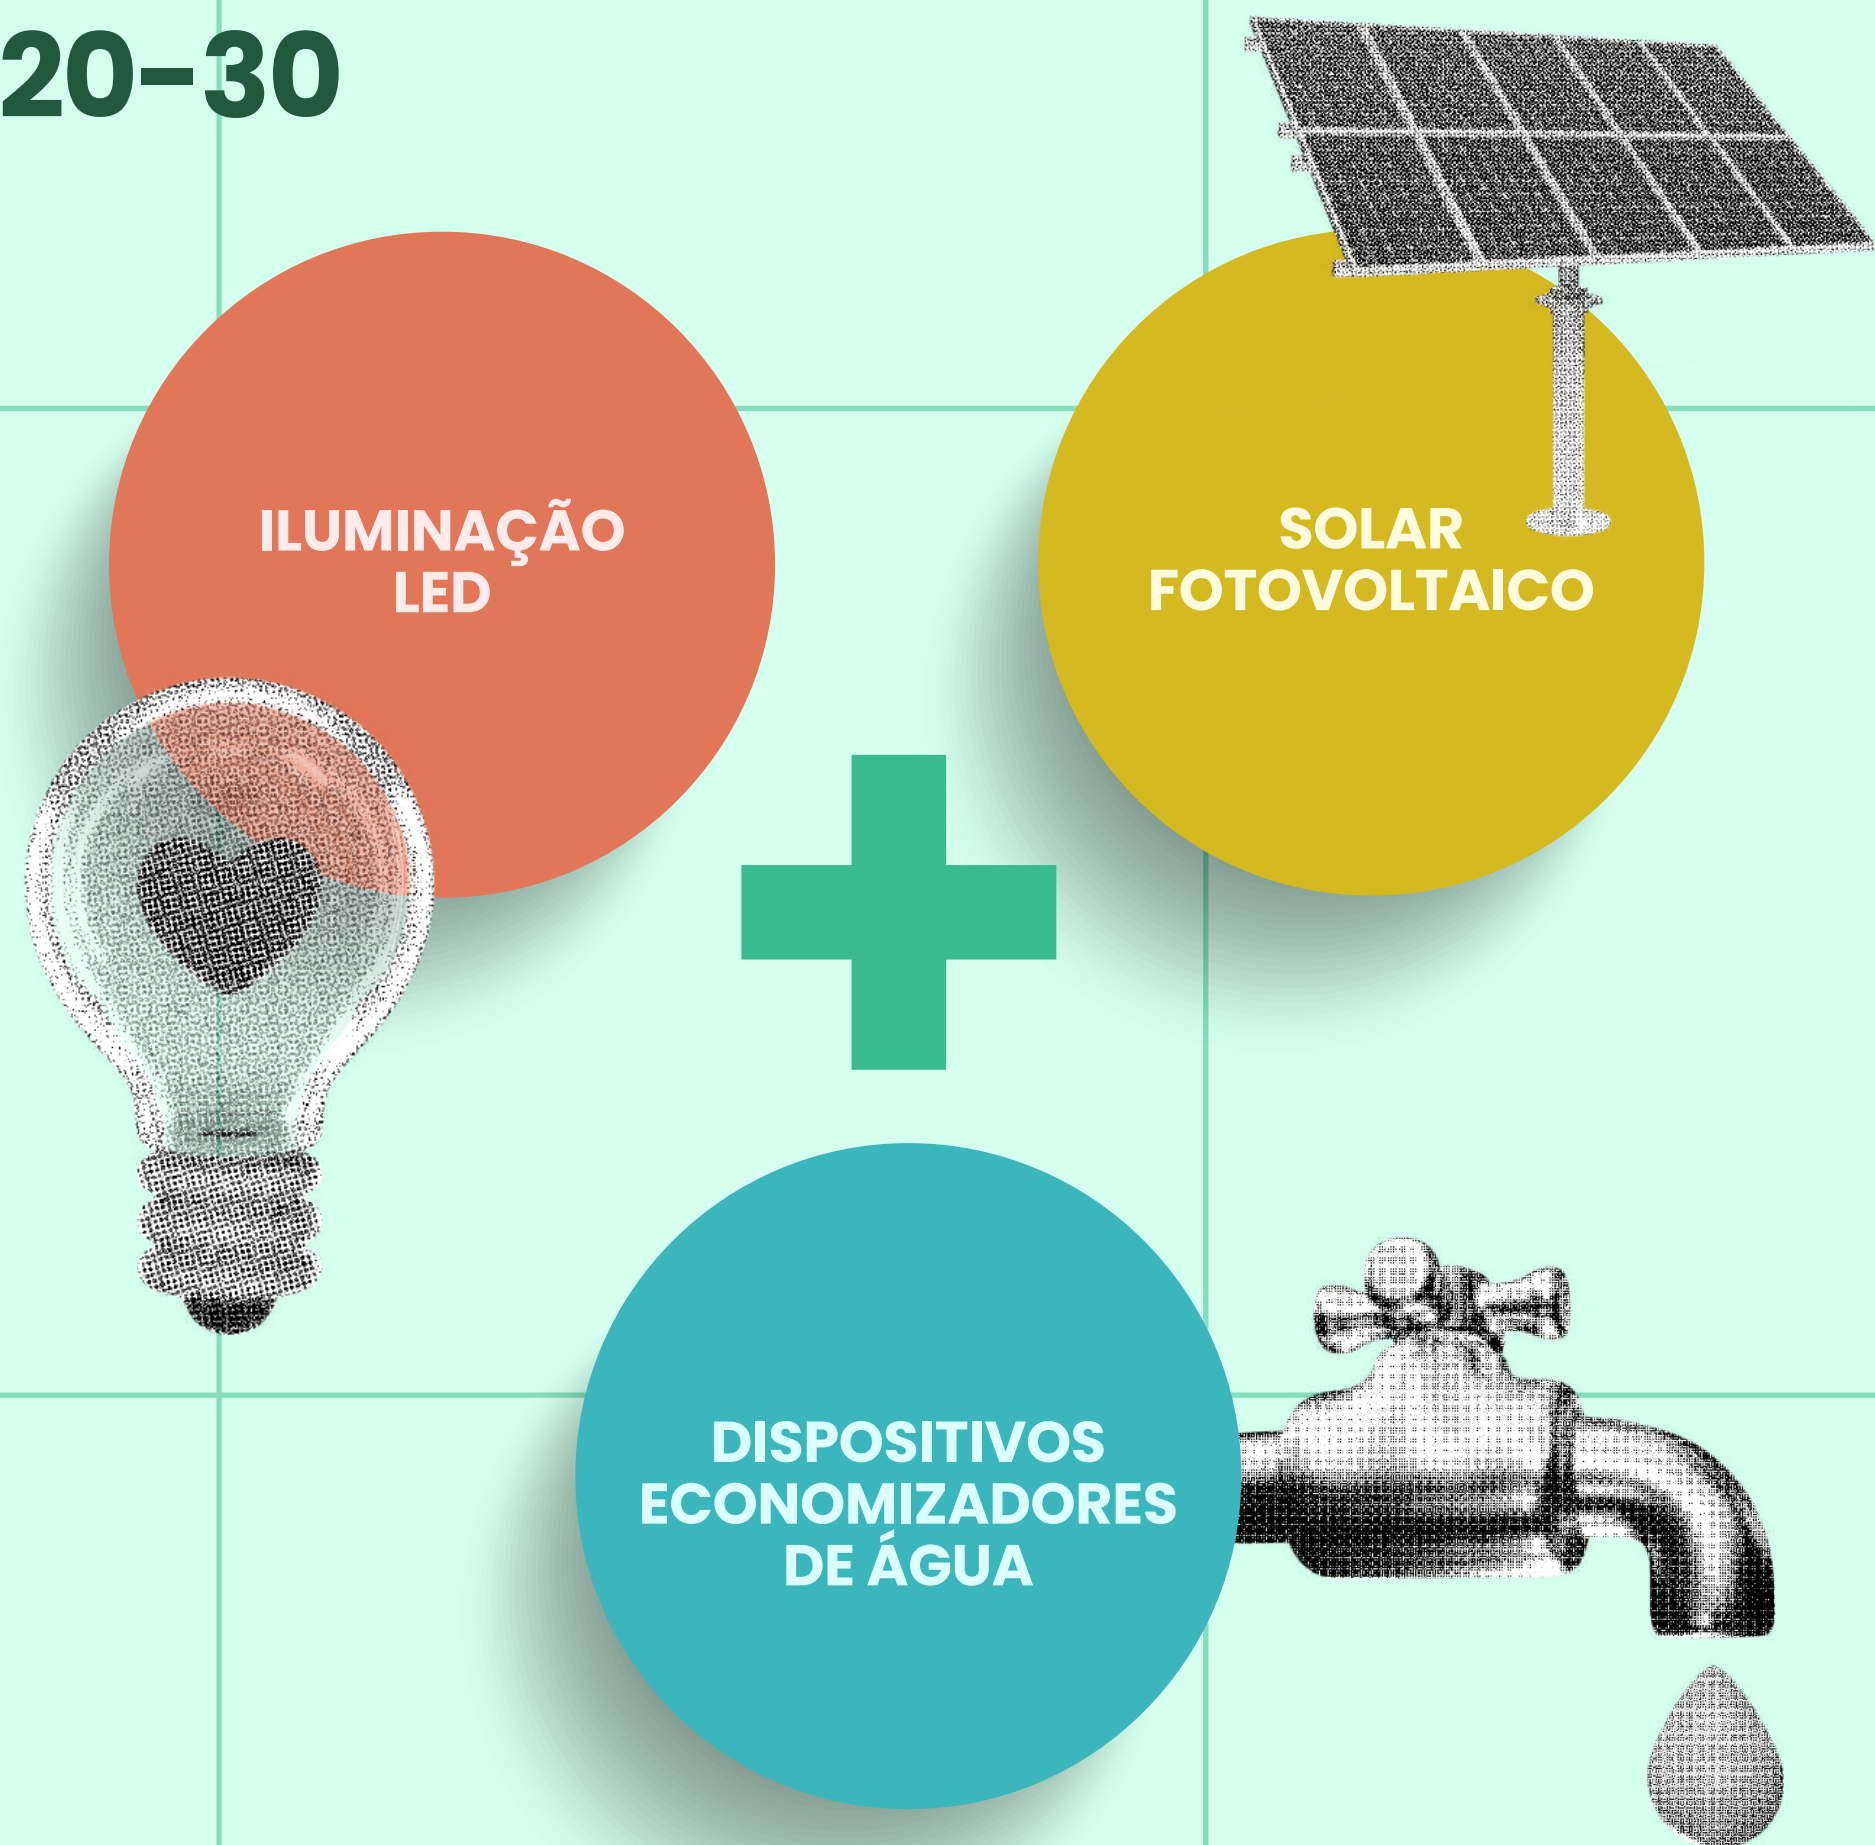 20-30
ILUMINAÇÃO
LED
SOLAR
FOTOVOLTAICO
DISPOSITIVOS
ECONOMIZADORES
DE ÁGUA